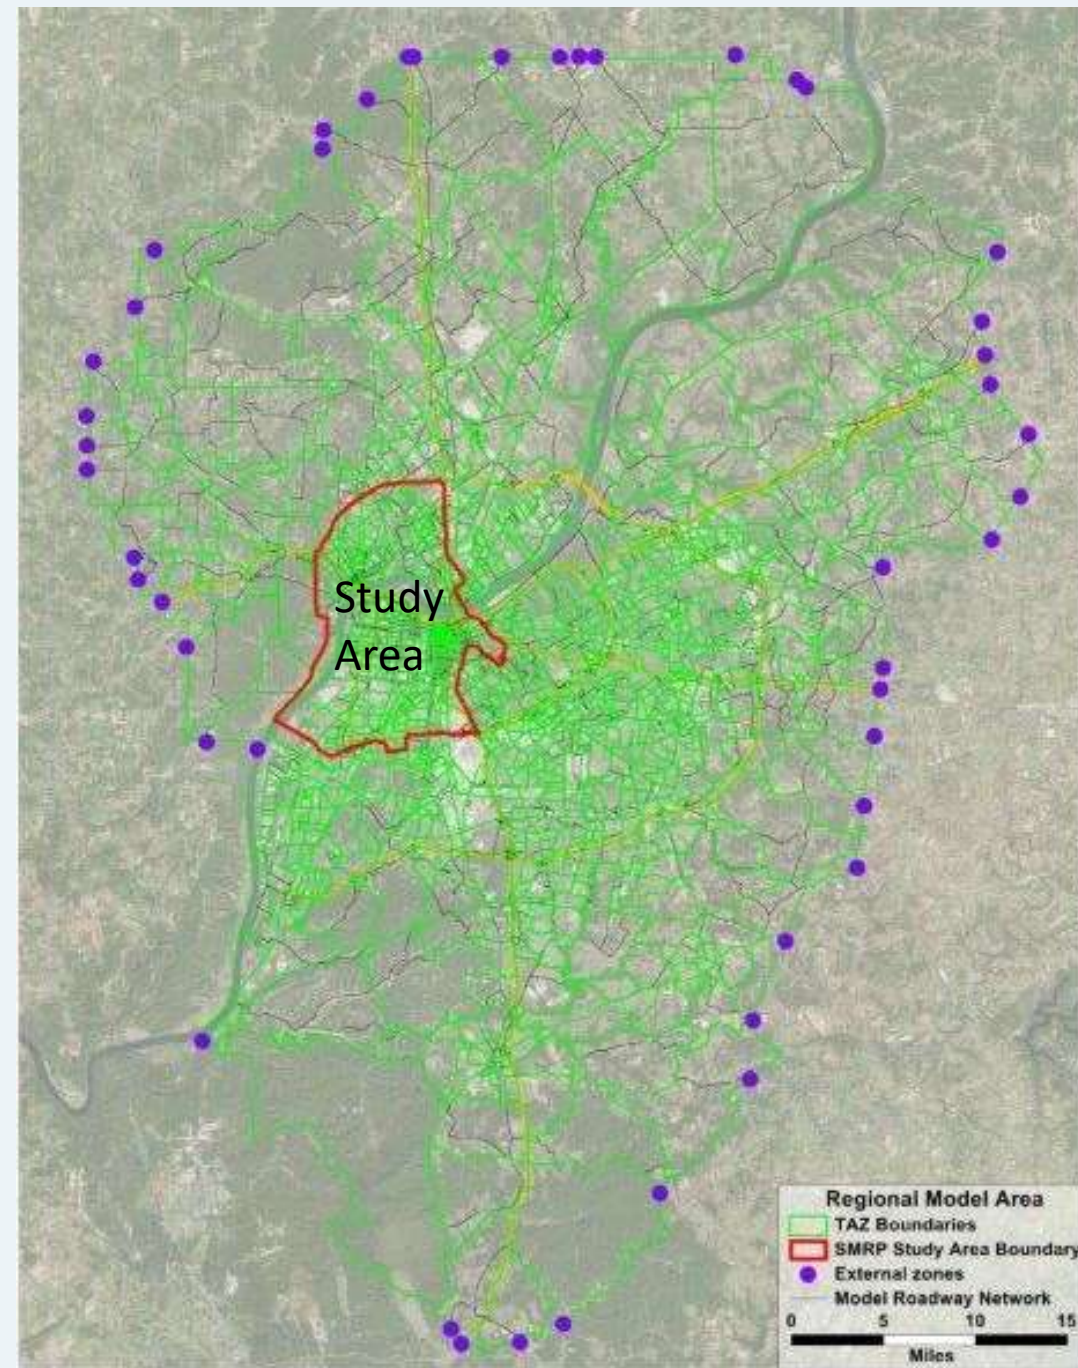 Study
Area
Regional Model Area
TAZ Boundaries
SMRP Study Area Boundary
External zones
Model Roadway Network
0 5 10 15
Miles